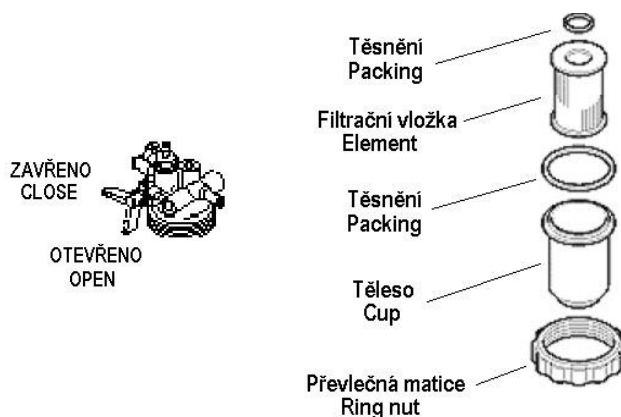 ZAVŘENO
CLOSE
OTEVŘENO
OPEN
Těsnění
Packing
Filtrační vložka
Element
Těsnění
Packing
Těleso
Cup
Převlečná matice
Ring nut